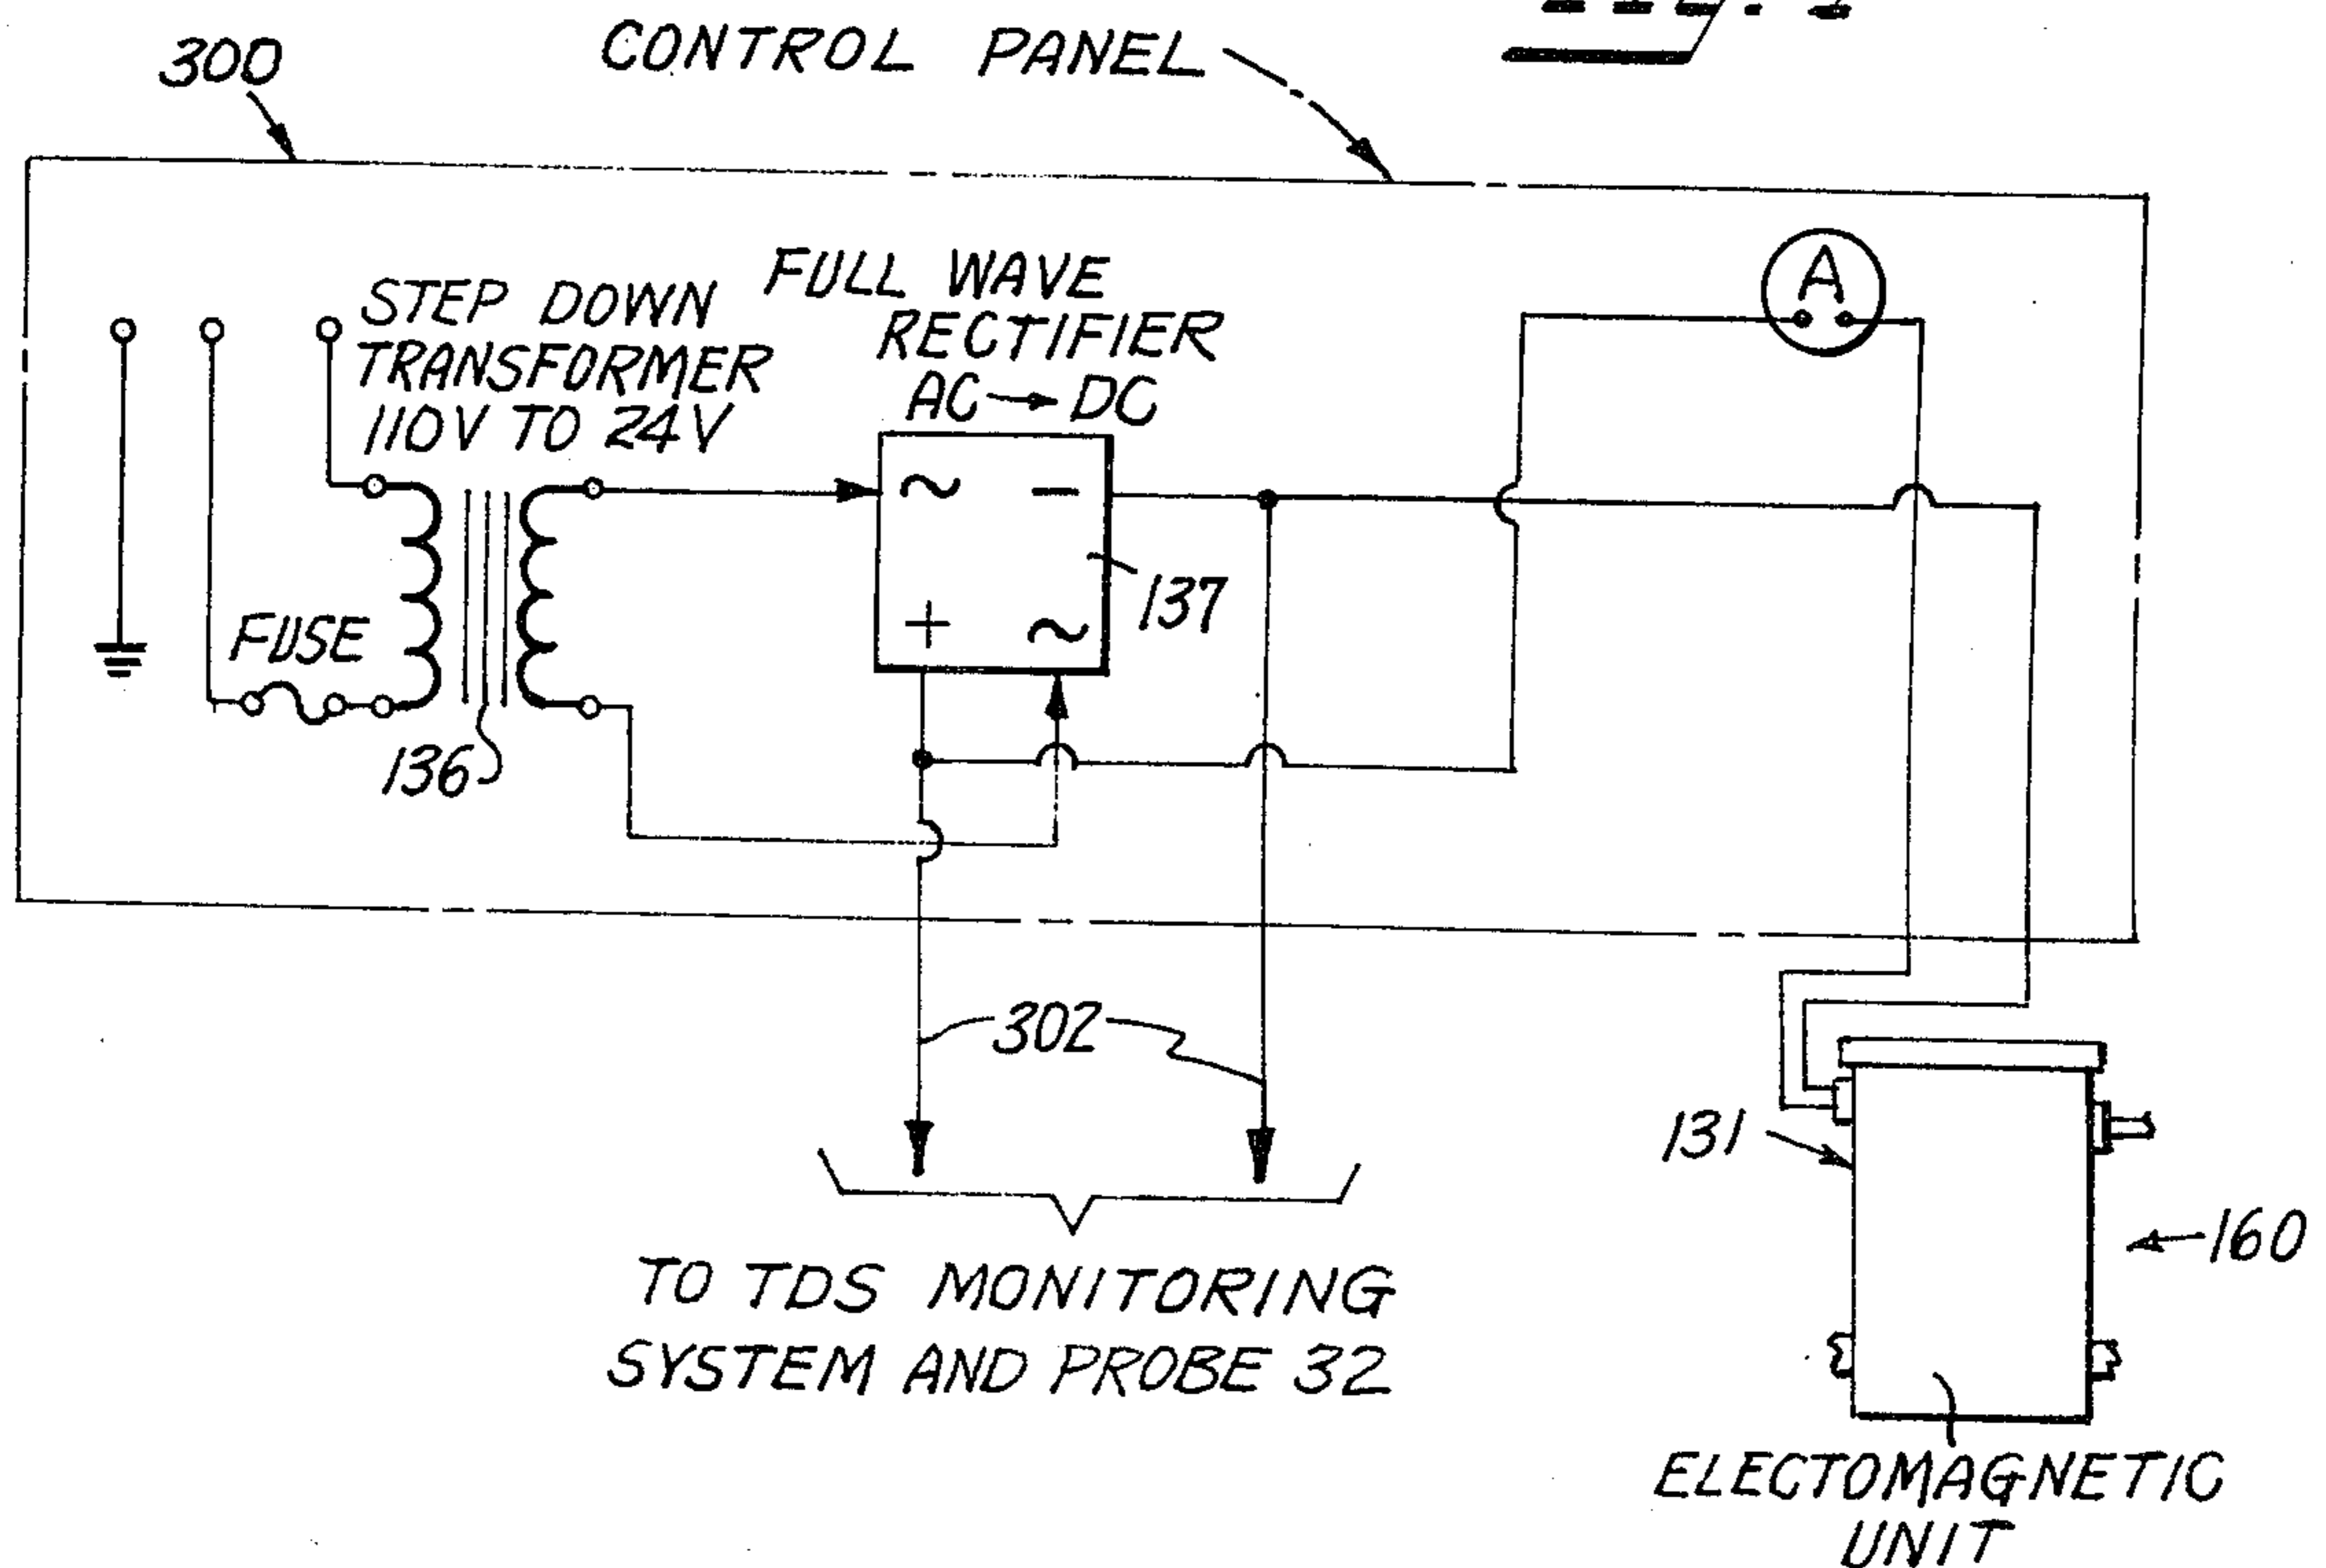 300
CONTROL PANEL
STEP DOWN
TRANSFORMER
110V TO 24V
FULL WAVE
RECTIFIER
AC → DC
A
~ −
+ ~
137
FUSE
136
302
131
160
TO TDS MONITORING
SYSTEM AND PROBE 32
ELECTOMAGNETIC
UNIT